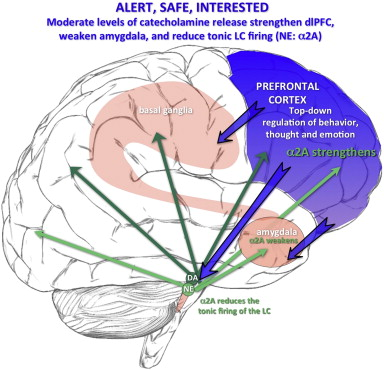 ALERT, SAFE, INTERESTED
Moderate levels of catecholamine release strengthen dlPFC,
weaken amygdala, and reduce tonic LC firing (NE: α2A)
PREFRONTAL
CORTEX
Top-down
regulation of behavior,
thought and emotion
α2A strengthens
basal ganglia
amygdala
α2A weakens
DA
NE
α2A reduces the
tonic firing of the LC